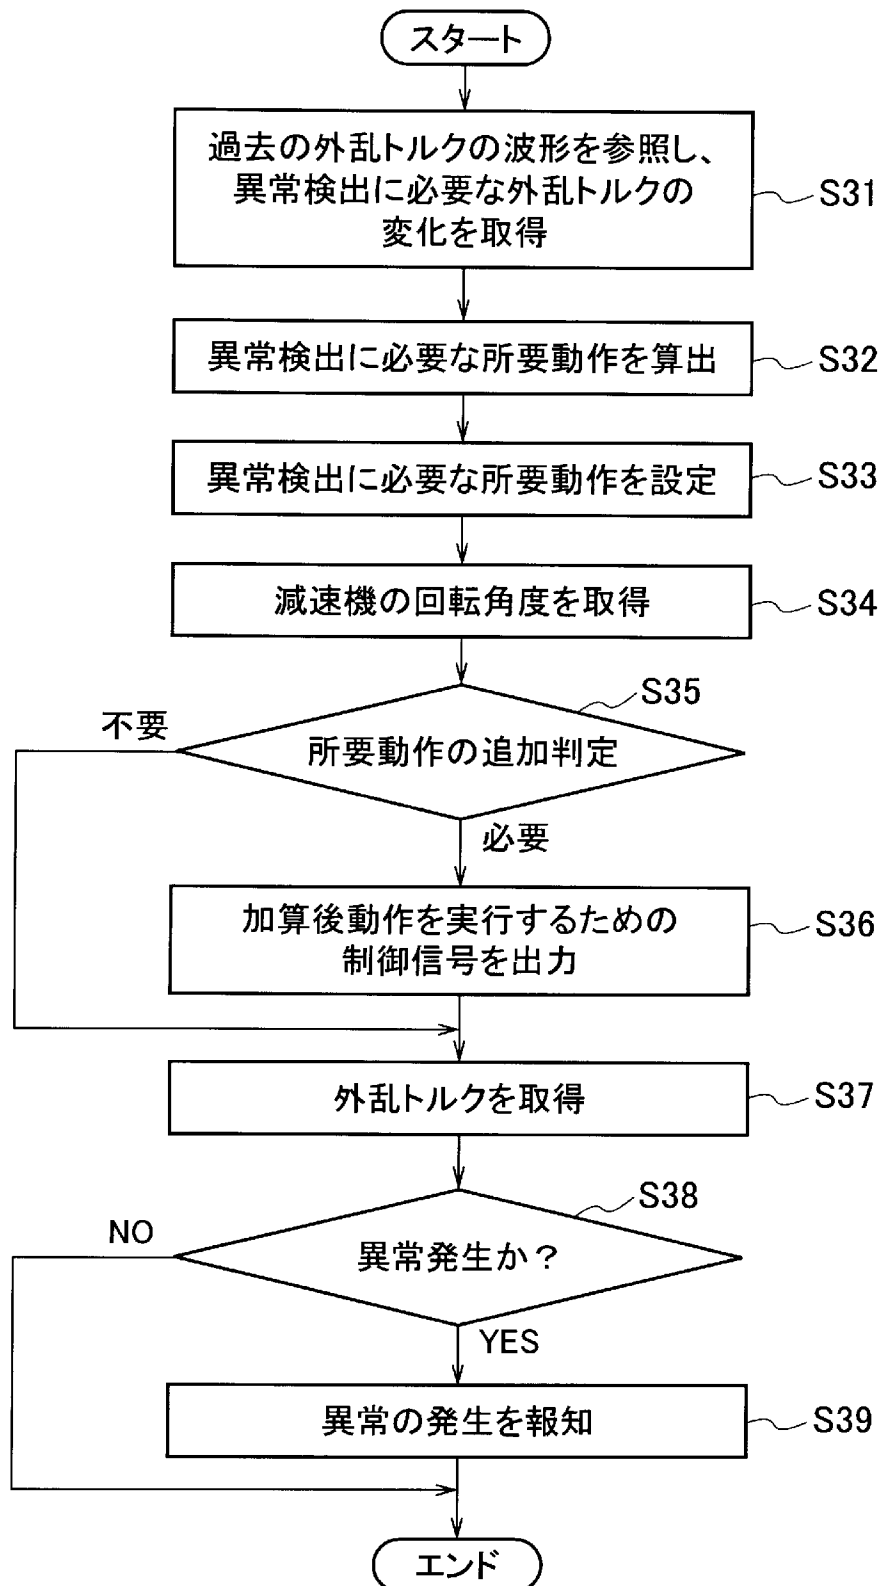 スタート
過去の外乱トルクの波形を参照し、
異常検出に必要な外乱トルクの
変化を取得
S31
異常検出に必要な所要動作を算出
S32
異常検出に必要な所要動作を設定
S33
減速機の回転角度を取得
S34
S35
不要
所要動作の追加判定
必要
加算後動作を実行するための
制御信号を出力
S36
外乱トルクを取得
S37
S38
NO
異常発生か？
YES
異常の発生を報知
S39
エンド